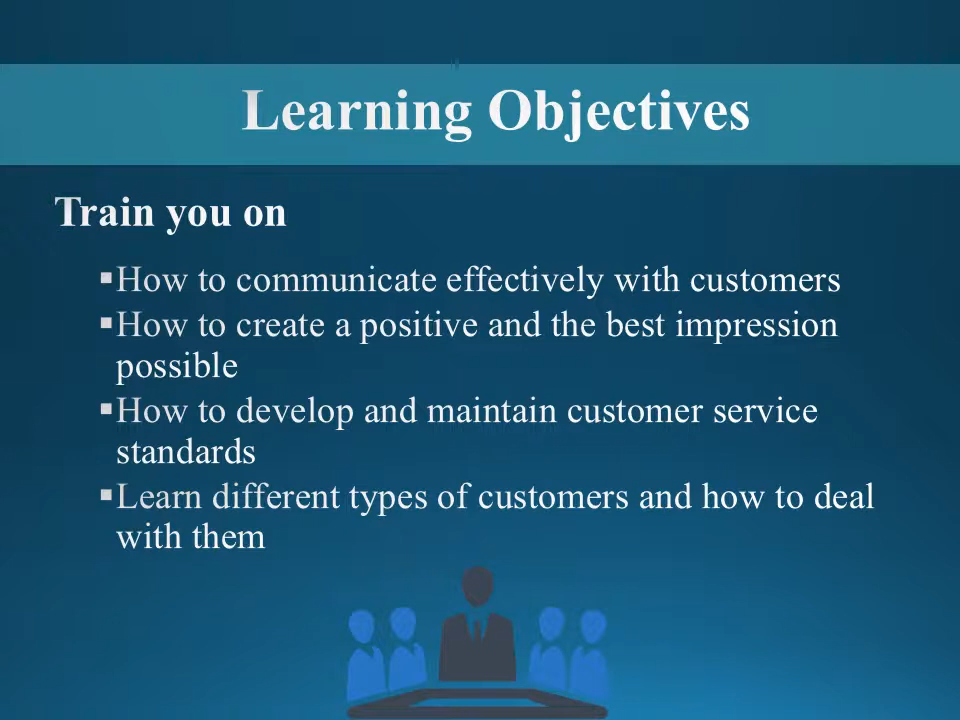 Learning Objectives
Train you on
▪How to communicate effectively with customers
▪How to create a positive and the best impression
possible
▪How to develop and maintain customer service
standards
▪Learn different types of customers and how to deal
with them